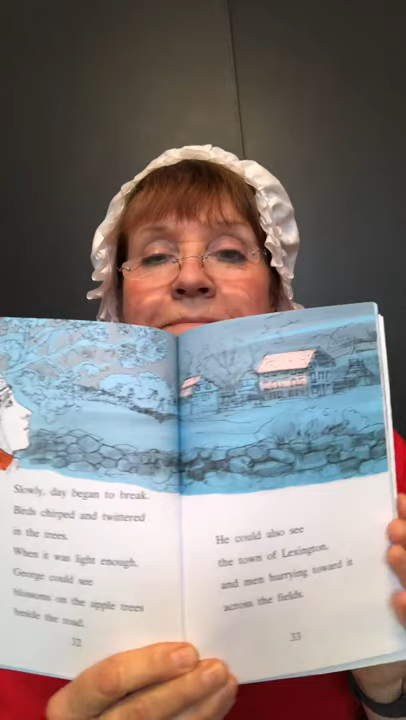 Slowly, day began to break.
Birds chirped and twittered
in the trees.
When it was light enough,
George could see
blossoms on the apple trees
beside the road.
32
He could also see
the town of Lexington,
and men hurrying toward it
across the fields.
33